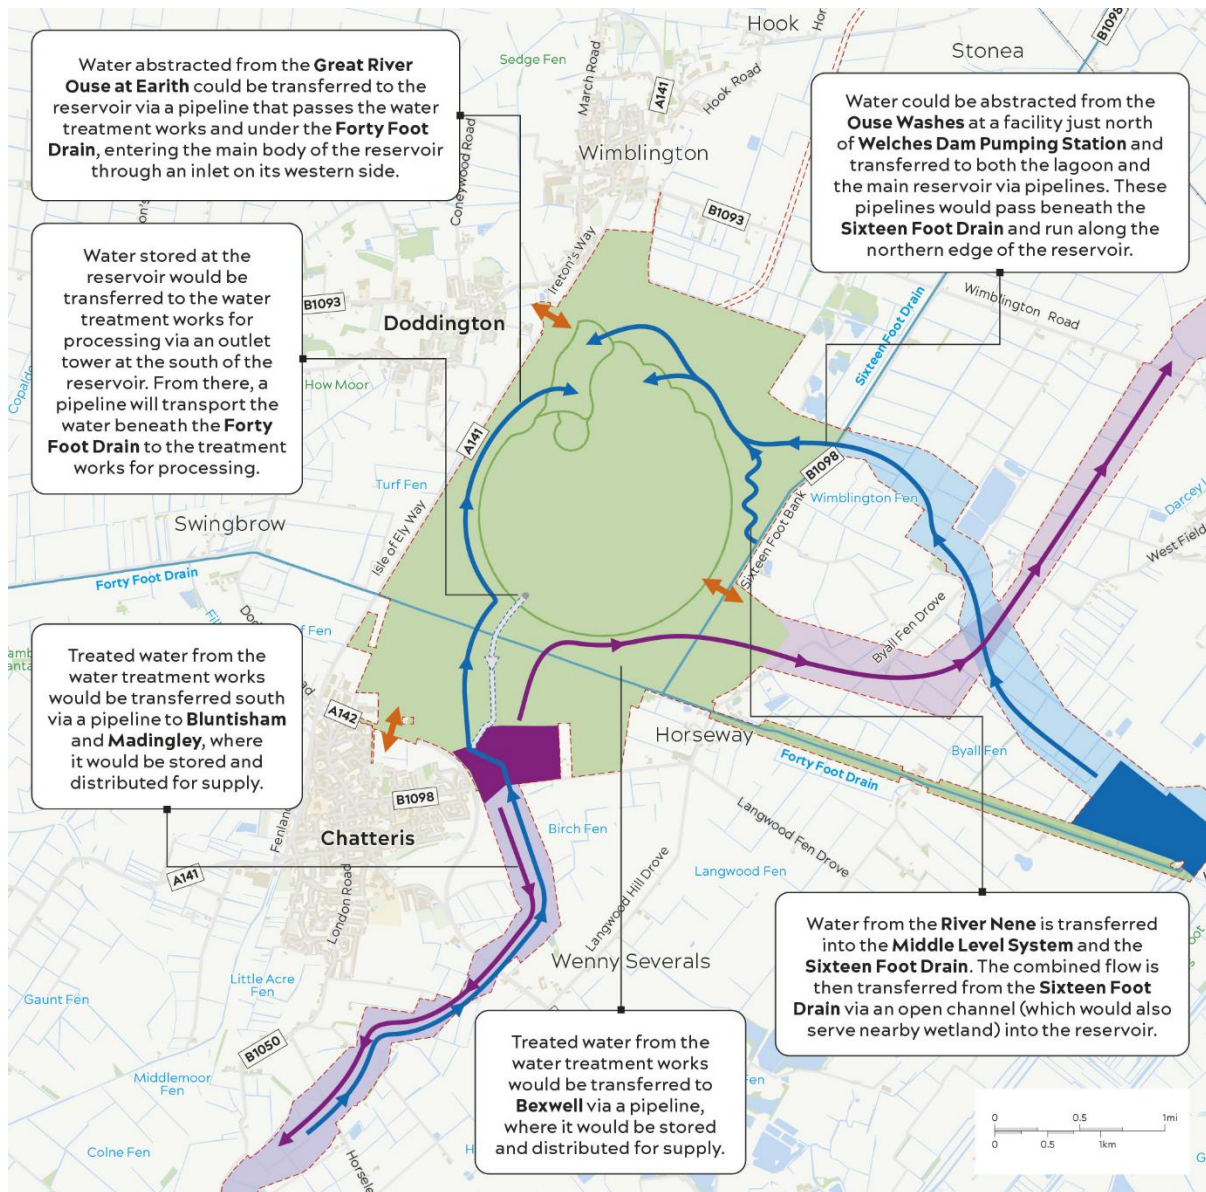 Hook
Stonea
B1098
Sedge Fen
March Road
A141
Hook Road
Wimblington
Coneywood Road
Water abstracted from the Great River
Ouse at Earith could be transferred to the
reservoir via a pipeline that passes the water
treatment works and under the Forty Foot
Drain, entering the main body of the reservoir
through an inlet on its western side.
Water could be abstracted from the
Ouse Washes at a facility just north
of Welches Dam Pumping Station and
transferred to both the lagoon and
the main reservoir via pipelines. These
pipelines would pass beneath the
Sixteen Foot Drain and run along the
northern edge of the reservoir.
B1093
Ireton's Way
Water stored at the
reservoir would be
transferred to the water
treatment works for
processing via an outlet
tower at the south of the
reservoir. From there, a
pipeline will transport the
water beneath the Forty
Foot Drain to the treatment
works for processing.
B1093
Doddington
How Moor
Wimblington Road
Sixteen Foot Drain
A141
B1098
Turf Fen
Wimblington Fen
Swingbrow
Isle of Ely Way
Sixteen Foot Bank
West Field
Forty Foot Drain
Byall Fen Drove
Treated water from the
water treatment works
would be transferred south
via a pipeline to Bluntisham
and Madingley, where
it would be stored and
distributed for supply.
A142
Horseway
Byall Fen
Forty Foot Drain
B1098
Chatteris
Birch Fen
Langwood Fen Drove
A141
London Road
Langwood Hill Drove
Langwood Fen
Water from the River Nene is transferred
into the Middle Level System and the
Sixteen Foot Drain. The combined flow is
then transferred from the Sixteen Foot
Drain via an open channel (which would also
serve nearby wetland) into the reservoir.
Wenny Severals
Little Acre
Fen
Gaunt Fen
B1050
Middlemoor
Fen
Treated water from the
water treatment works
would be transferred to
Bexwell via a pipeline,
where it would be stored
and distributed for supply.
Colne Fen
0 0.5 1mi
0 0.5 1km